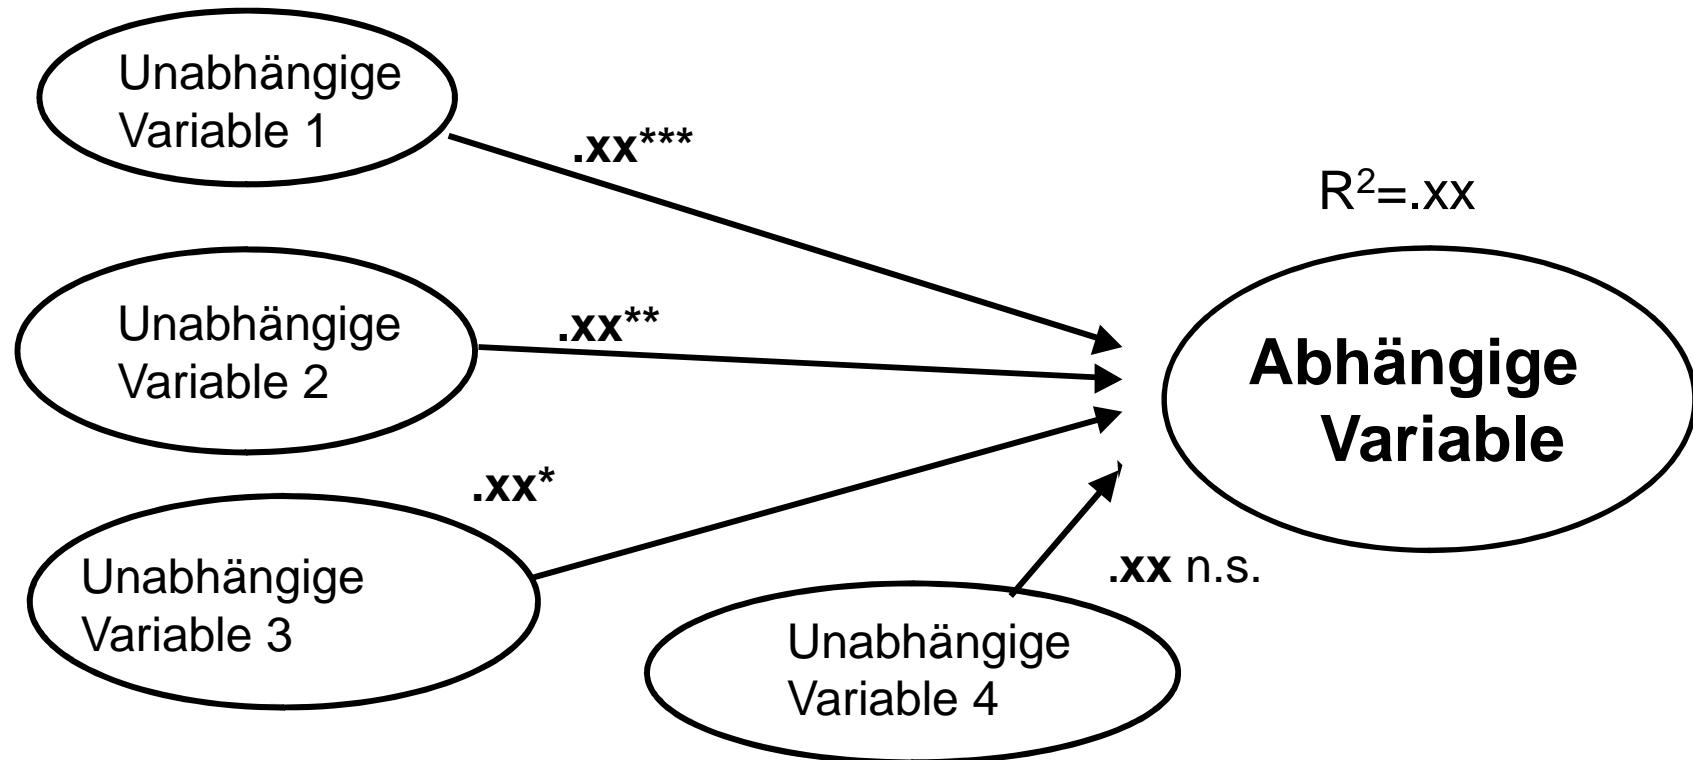 Unabhängige
Variable 1
.xx***
R²=.xx
Unabhängige
Variable 2
.xx**
Abhängige
Variable
Unabhängige
Variable 3
.xx*
.xx n.s.
Unabhängige
Variable 4